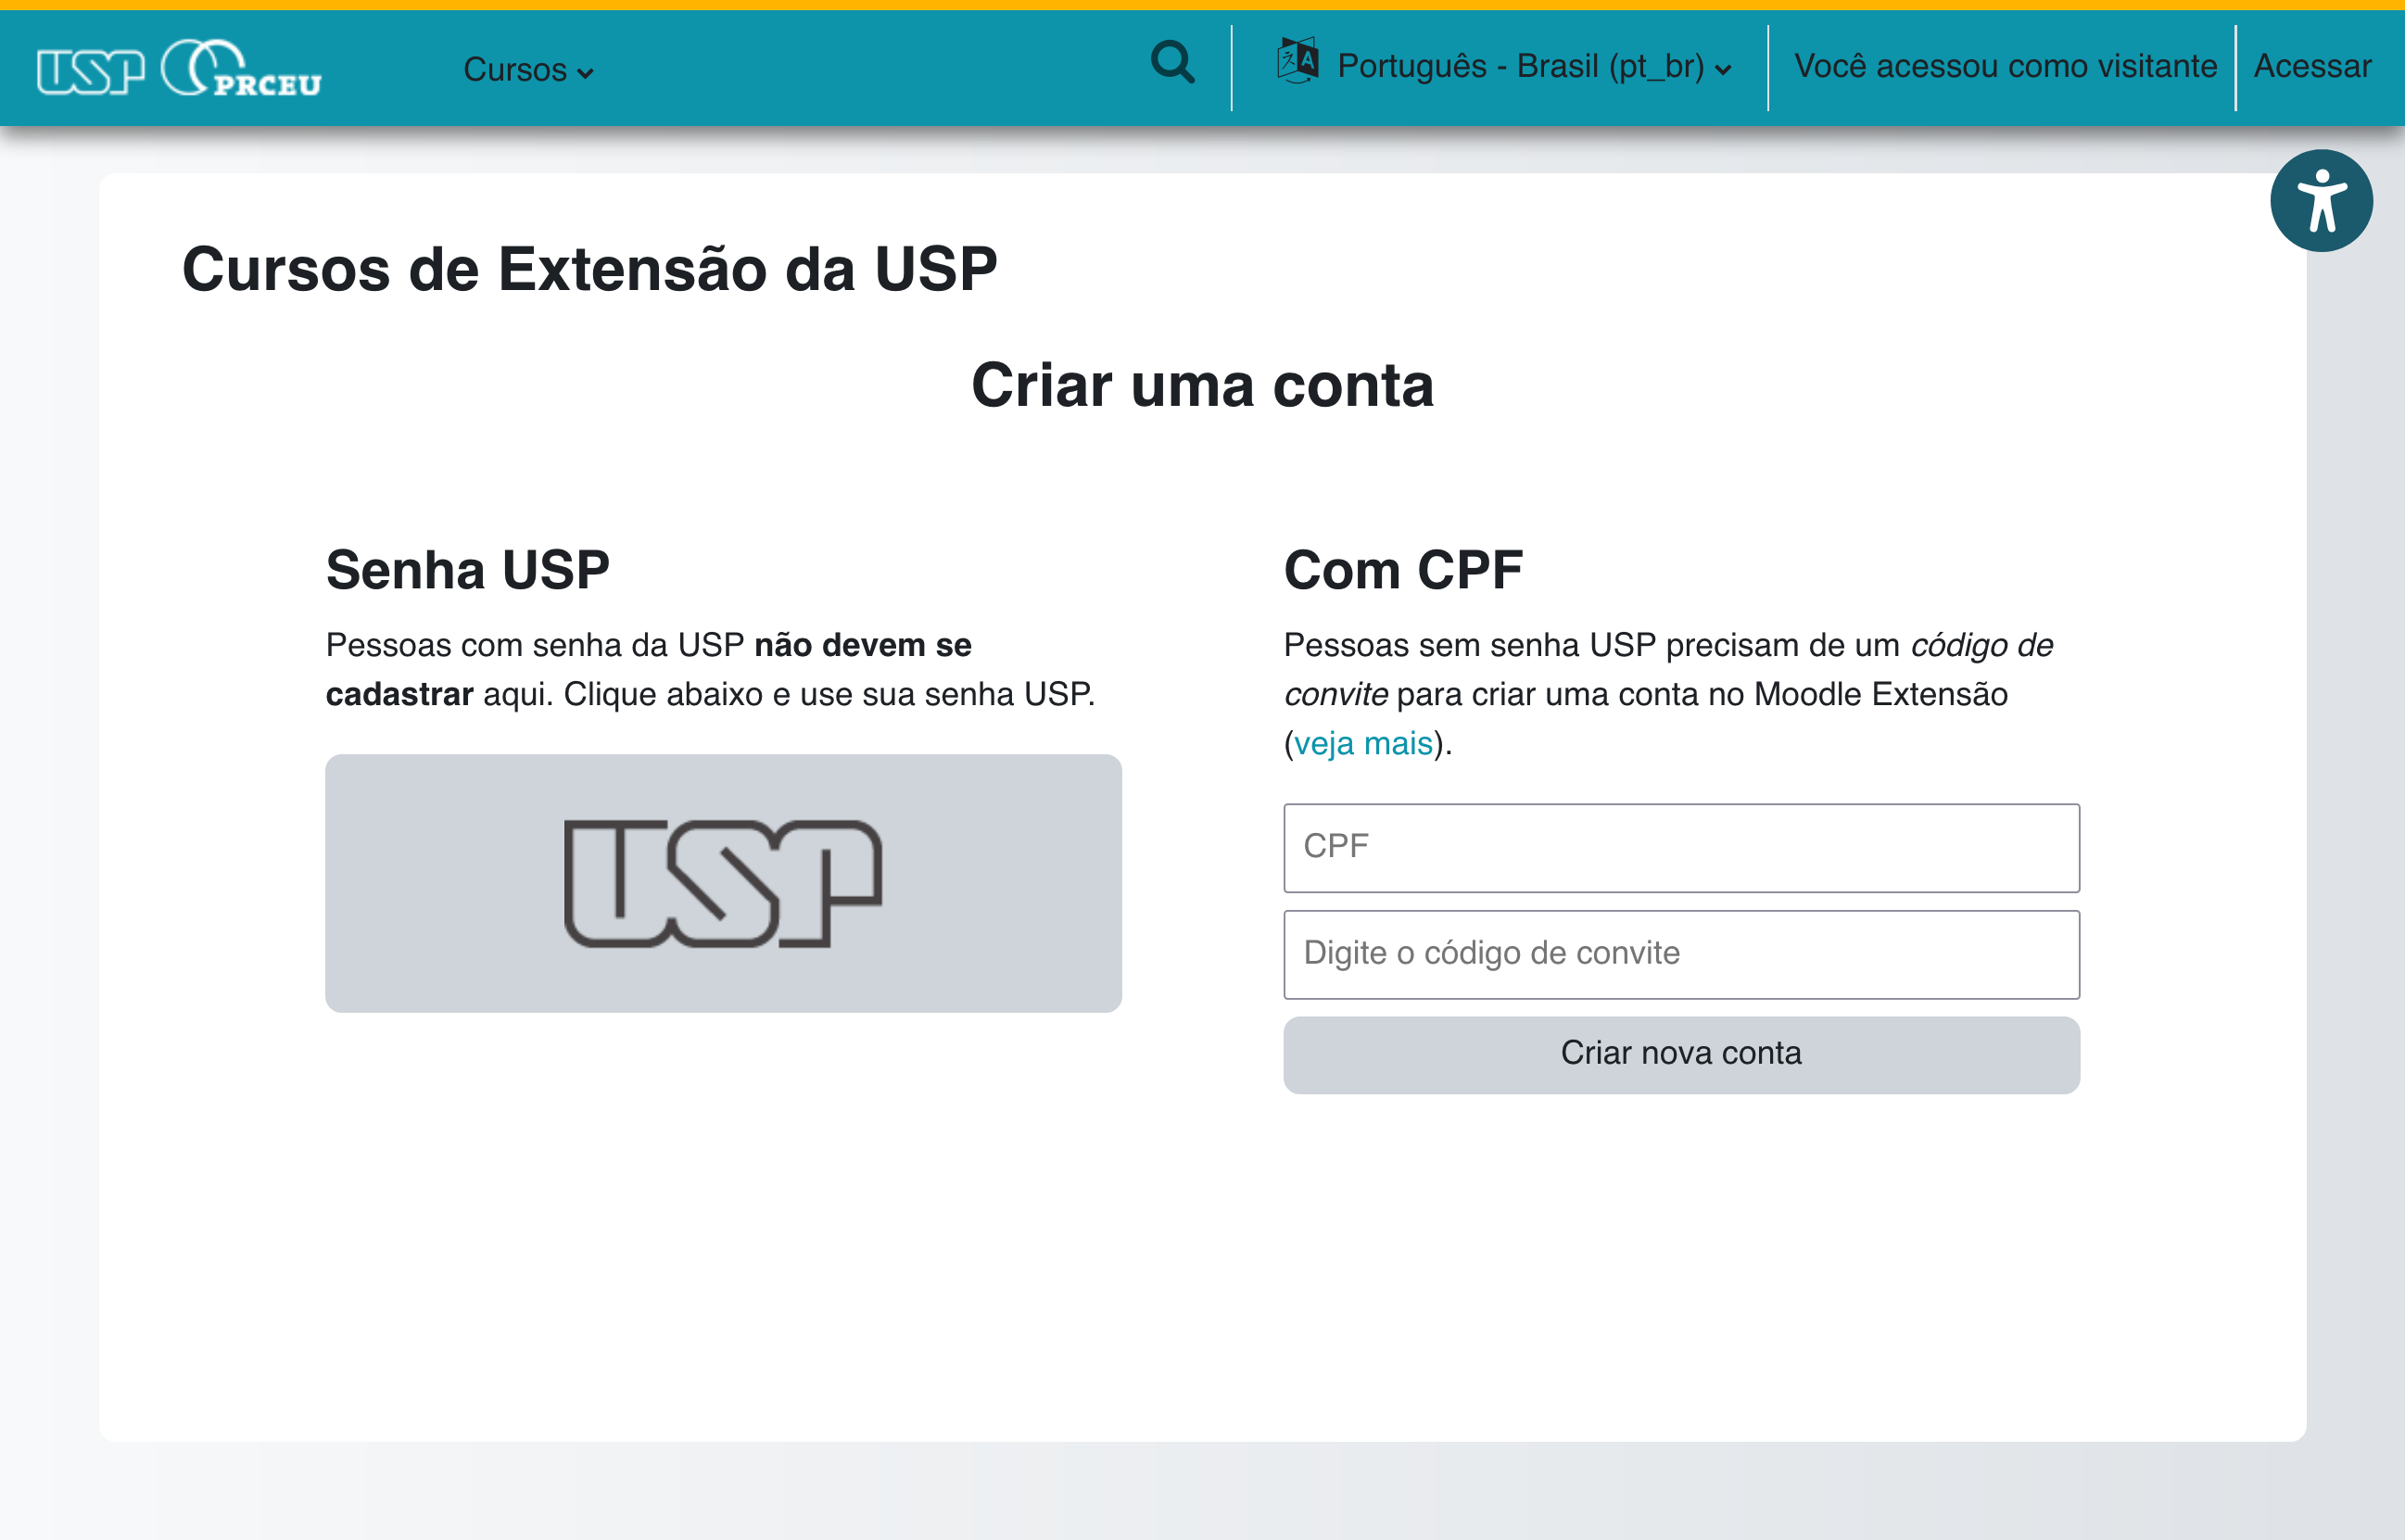 USP PRCEU
Cursos
Português - Brasil (pt_br)
Você acessou como visitante
Acessar
Cursos de Extensão da USP
Criar uma conta
Senha USP
Pessoas com senha da USP não devem se
cadastrar aqui. Clique abaixo e use sua senha USP.
USP
Com CPF
Pessoas sem senha USP precisam de um código de
convite para criar uma conta no Moodle Extensão
(veja mais).
CPF
Digite o código de convite
Criar nova conta